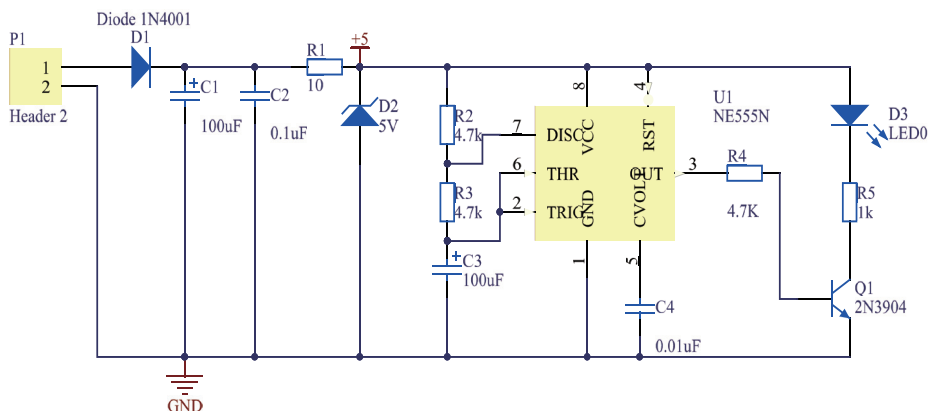 Diode 1N4001
D1
P1
1
2
Header 2
C1
100uF
C2
0.1uF
R1
10
+5
D2
5V
R2
4.7k
R3
4.7k
C3
100uF
7
6
2
8
4
DISC
VCC
RST
THR
OUT
TRIG
GND
CVOLT
1
5
3
U1
NE555N
R4
4.7K
C4
0.01uF
D3
LED0
R5
1k
Q1
2N3904
GND